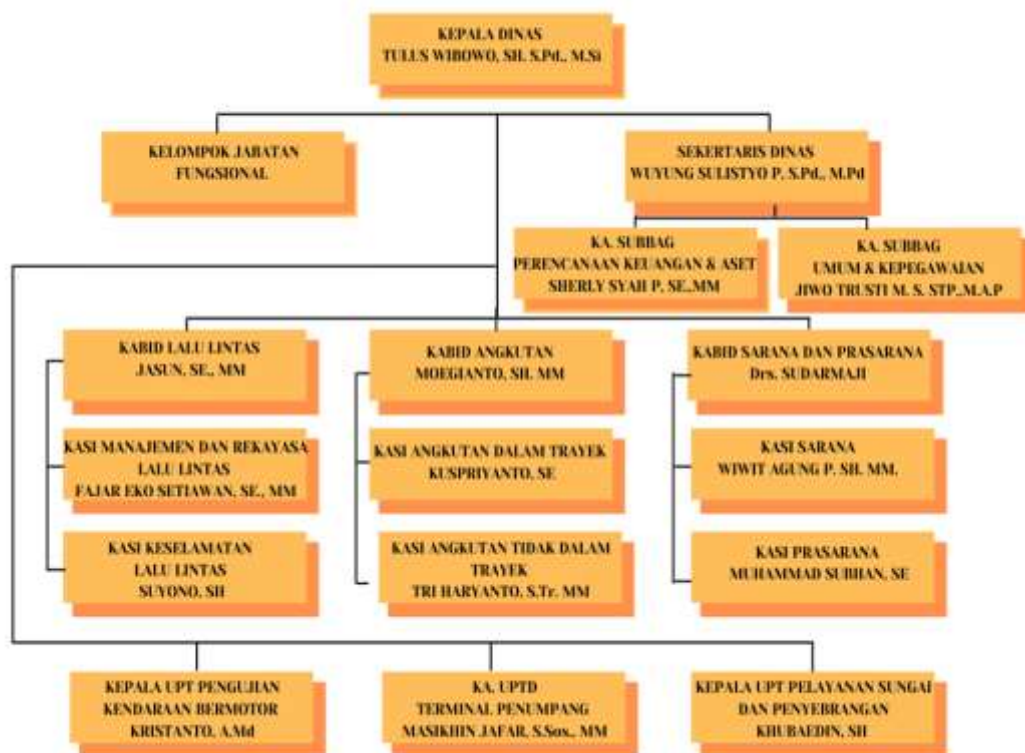 KEPALA DINAS
TULUS WIBOWO, SH. S.Pd., M.Si
KELOMPOK JABATAN
FUNGSIONAL
SEKERTARIS DINAS
WUYUNG SULISTYO P. S.Pd., M.Pd
KA. SUBBAG
PERENCANAAN KEUANGAN & ASET
SHERLY SYAH P. SE.,MM
KA. SUBBAG
UMUM & KEPEGAWAIAN
JIWO TRUSTI M. S. STP.,M.A.P
KABID LALU LINTAS
JASUN, SE., MM
KABID ANGKUTAN
MOEGIANTO, SH. MM
KABID SARANA DAN PRASARANA
Drs. SUDARMAJI
KASI MANAJEMEN DAN REKAYASA
LALU LINTAS
FAJAR EKO SETIAWAN, SE., MM
KASI ANGKUTAN DALAM TRAYEK
KUSPRIYANTO, SE
KASI SARANA
WIWIT AGUNG P. SH. MM.
KASI KESELAMATAN
LALU LINTAS
SUYONO, SH
KASI ANGKUTAN TIDAK DALAM
TRAYEK
TRI HARYANTO, S.Tr. MM
KASI PRASARANA
MUHAMMAD SUBHAN, SE
KEPALA UPT PENGUJIAN
KENDARAAN BERMOTOR
KRISTANTO, A.Md
KA. UPTD
TERMINAL PENUMPANG
MASIKHIN JAFAR, S.Sos., MM
KEPALA UPT PELAYANAN SUNGAI
DAN PENYEBRANGAN
KHUBAEDIN, SH